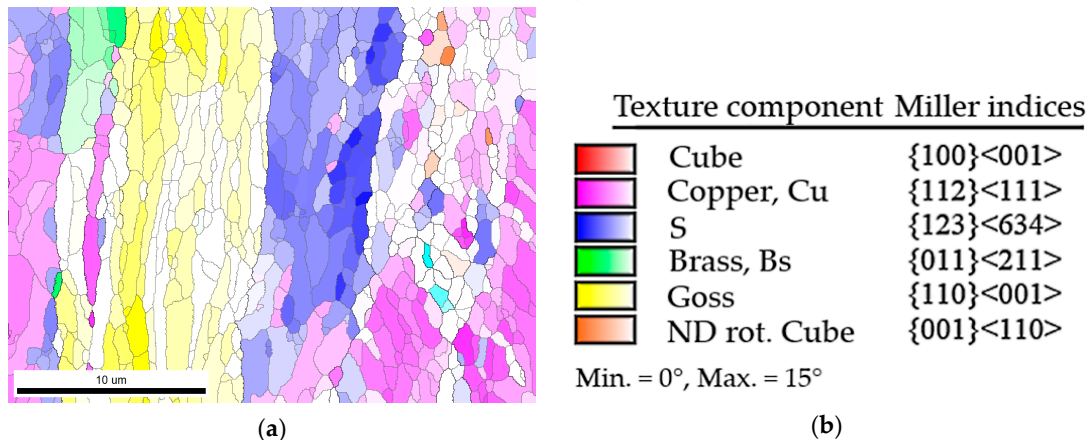 10 um
(a)
Texture component Miller indices
Cube {100}<001>
Copper, Cu {112}<111>
S {123}<634>
Brass, Bs {011}<211>
Goss {110}<001>
ND rot. Cube {001}<110>
Min. = 0°, Max. = 15°
(b)